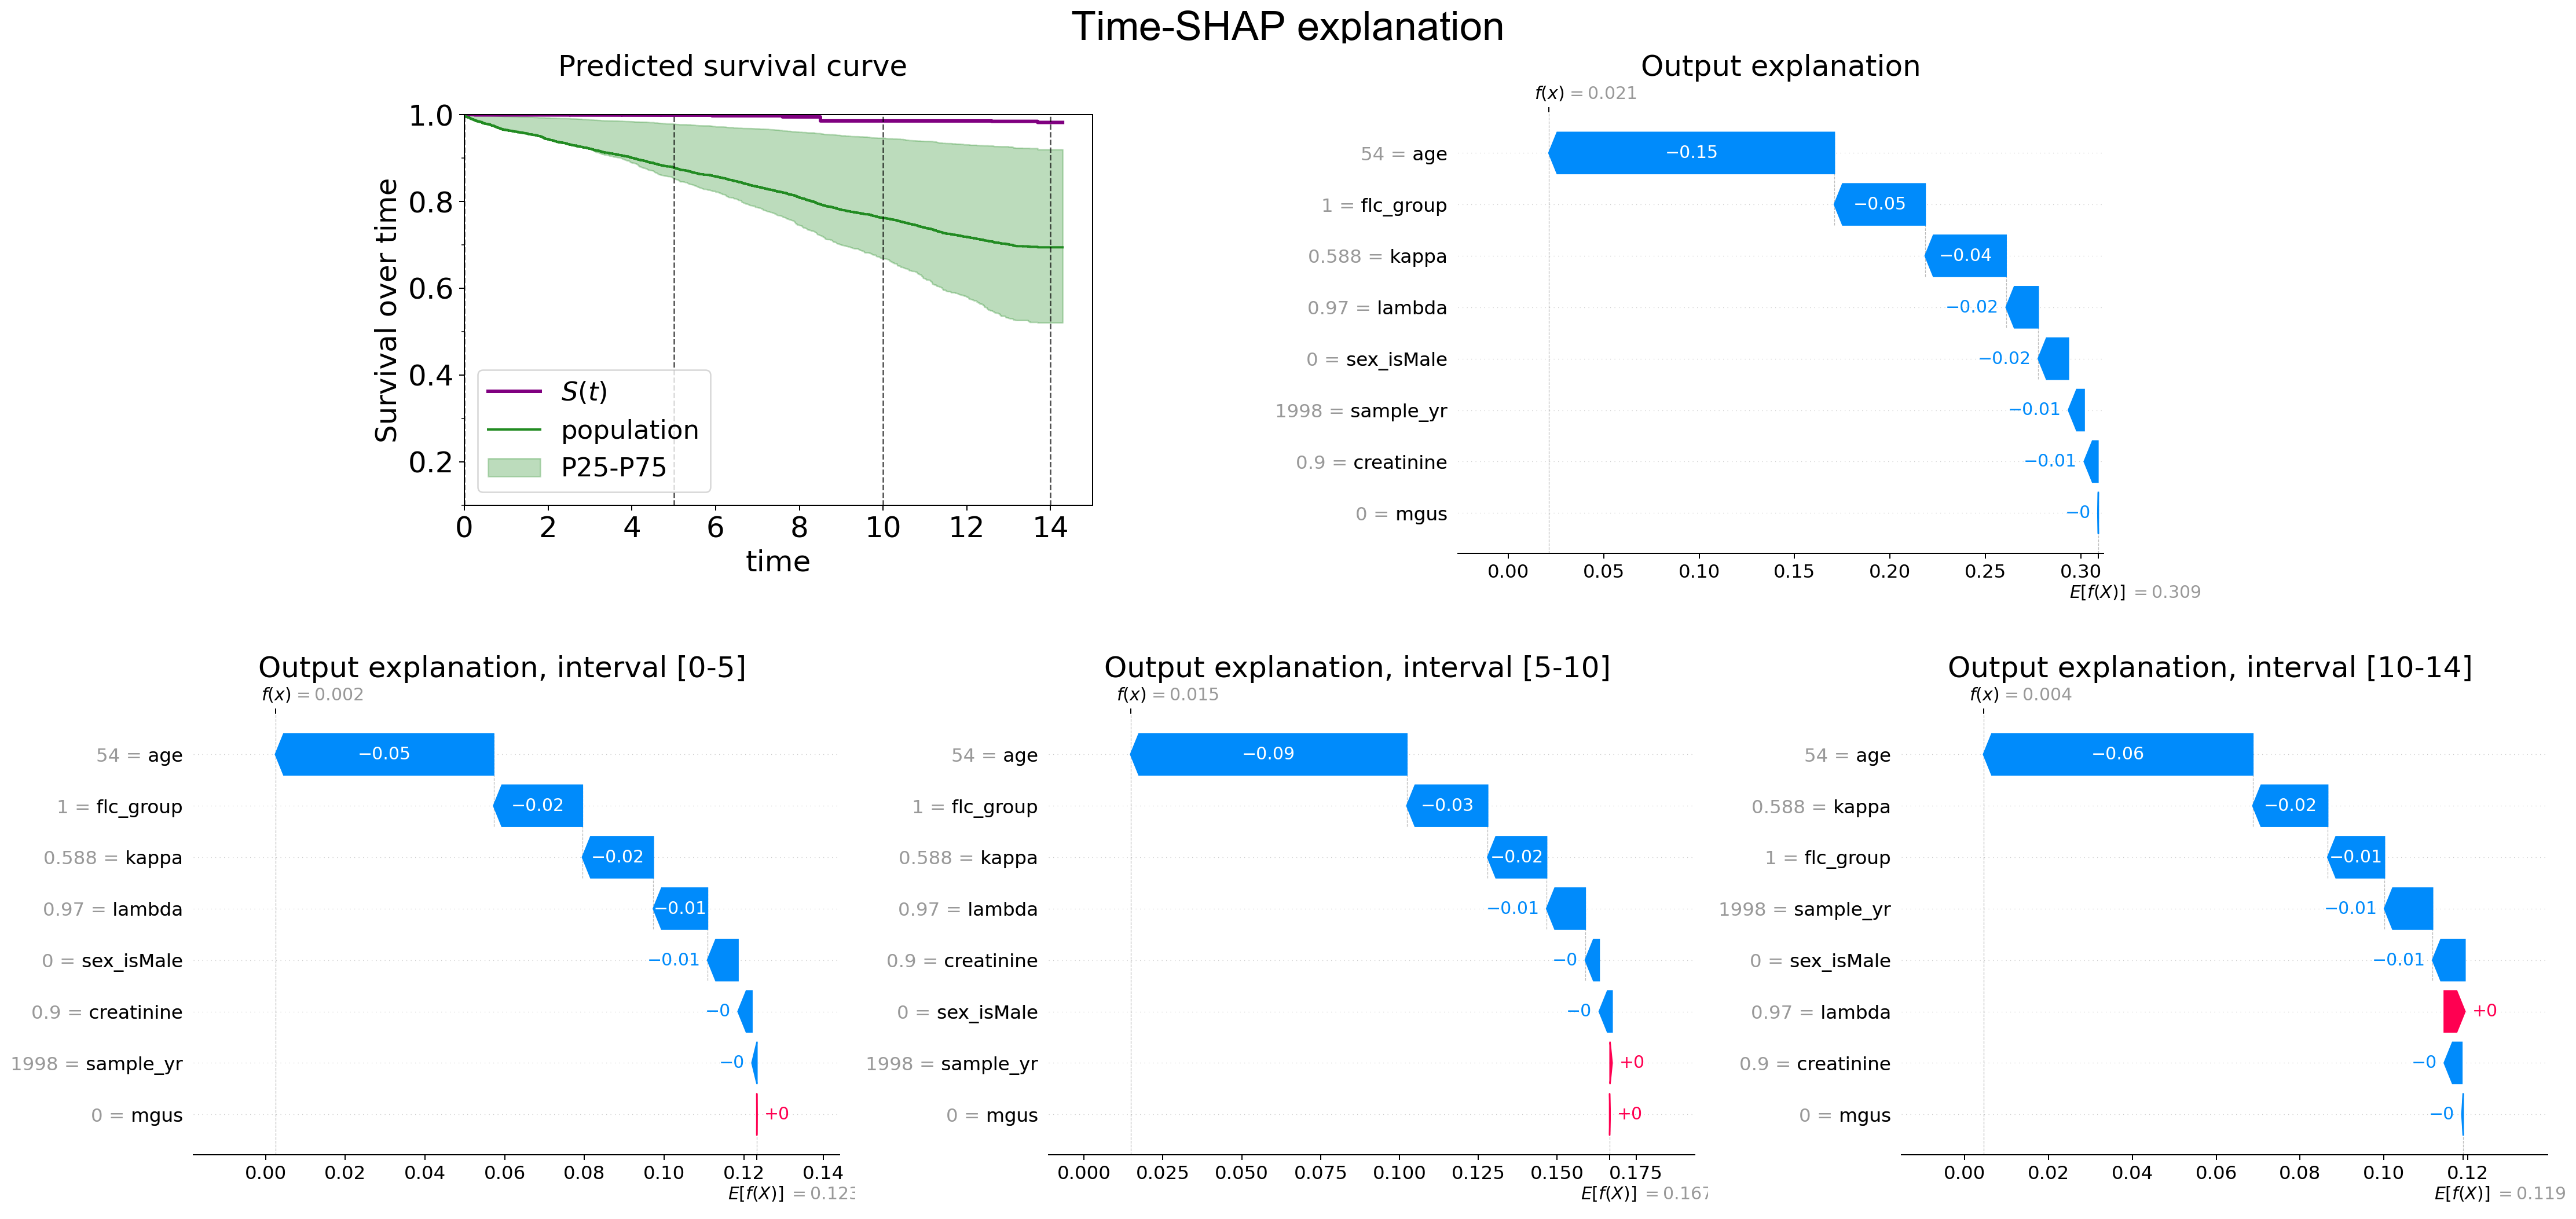 Time-SHAP explanation
Predicted survival curve
1.0
0.8
0.6
0.4
0.2
Survival over time
S(t)
population
P25-P75
0 2 4 6 8 10 12 14
time
Output explanation
f(x) = 0.021
54 = age −0.15
1 = flc_group −0.05
0.588 = kappa −0.04
0.97 = lambda −0.02
0 = sex_isMale −0.02
1998 = sample_yr −0.01
0.9 = creatinine −0.01
0 = mgus −0
0.00 0.05 0.10 0.15 0.20 0.25 0.30
E[f(X)] = 0.309
Output explanation, interval [0-5]
f(x) = 0.002
54 = age −0.05
1 = flc_group −0.02
0.588 = kappa −0.02
0.97 = lambda −0.01
0 = sex_isMale −0.01
0.9 = creatinine −0
1998 = sample_yr −0
0 = mgus +0
0.00 0.02 0.04 0.06 0.08 0.10 0.12 0.14
E[f(X)] = 0.123
Output explanation, interval [5-10]
f(x) = 0.015
54 = age −0.09
1 = flc_group −0.03
0.588 = kappa −0.02
0.97 = lambda −0.01
0.9 = creatinine −0
0 = sex_isMale −0
1998 = sample_yr +0
0 = mgus +0
0.000 0.025 0.050 0.075 0.100 0.125 0.150 0.175
E[f(X)] = 0.167
Output explanation, interval [10-14]
f(x) = 0.004
54 = age −0.06
0.588 = kappa −0.02
1 = flc_group −0.01
1998 = sample_yr −0.01
0 = sex_isMale −0.01
0.97 = lambda +0
0.9 = creatinine −0
0 = mgus −0
0.00 0.02 0.04 0.06 0.08 0.10 0.12
E[f(X)] = 0.119